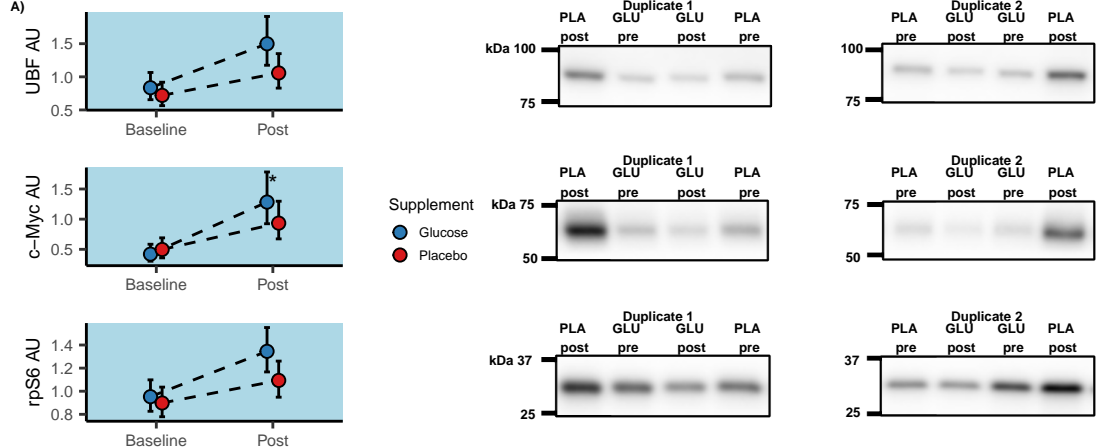 A)
UBF AU
1.5
1.0
0.5
Baseline Post
c−Myc AU
1.5
1.0
0.5
Baseline Post
rpS6 AU
1.4
1.2
1.0
0.8
Baseline Post
*
Supplement
Glucose
Placebo
Duplicate 1
PLA GLU GLU PLA
post pre post pre
kDa 100
75
Duplicate 2
PLA GLU GLU PLA
pre post pre post
100
75
Duplicate 1
PLA GLU GLU PLA
post pre post pre
kDa 75
50
Duplicate 2
PLA GLU GLU PLA
pre post pre post
75
50
Duplicate 1
PLA GLU GLU PLA
post pre post pre
kDa 37
25
Duplicate 2
PLA GLU GLU PLA
pre post pre post
37
25